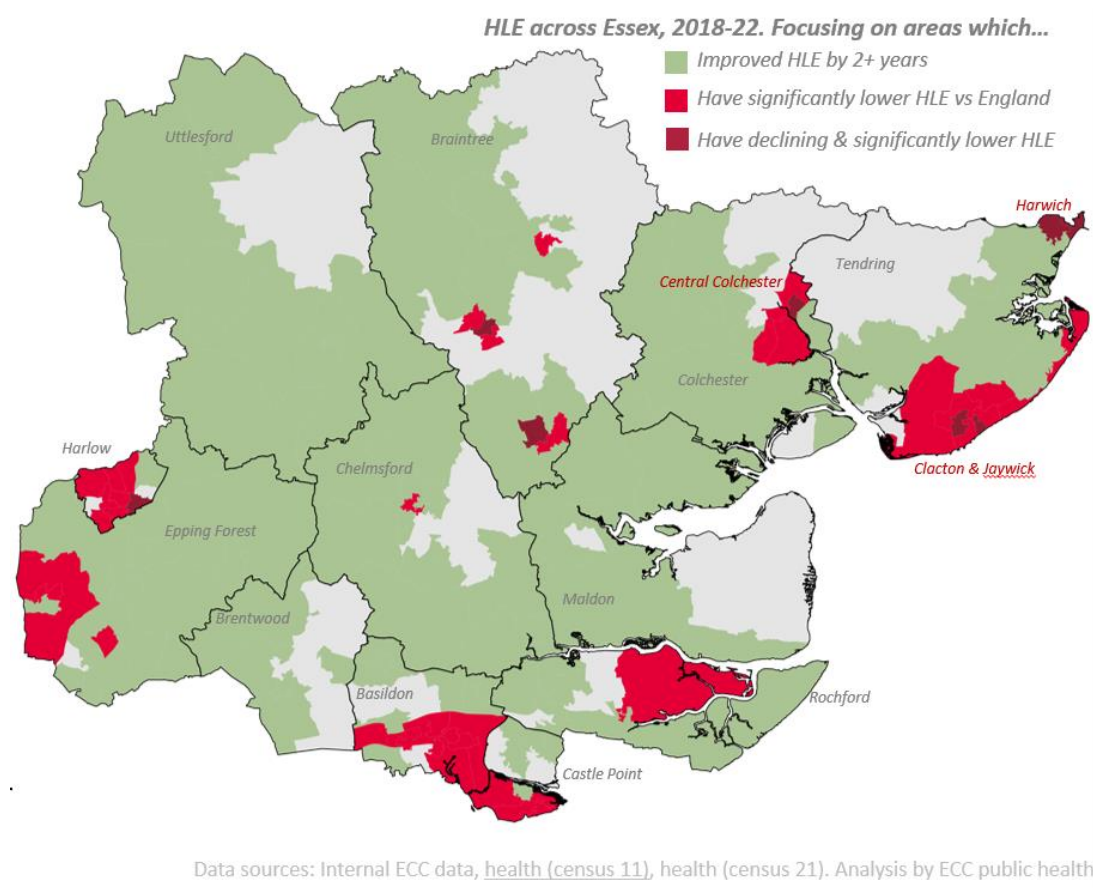 HLE across Essex, 2018-22. Focusing on areas which...
Improved HLE by 2+ years
Have significantly lower HLE vs England
Have declining & significantly lower HLE
Uttlesford
Braintree
Harwich
Tendring
Central Colchester
Colchester
Harlow
Chelmsford
Clacton & Jaywick
Epping Forest
Maldon
Brentwood
Basildon
Rochford
Castle Point
Data sources: Internal ECC data, health (census 11), health (census 21). Analysis by ECC public health